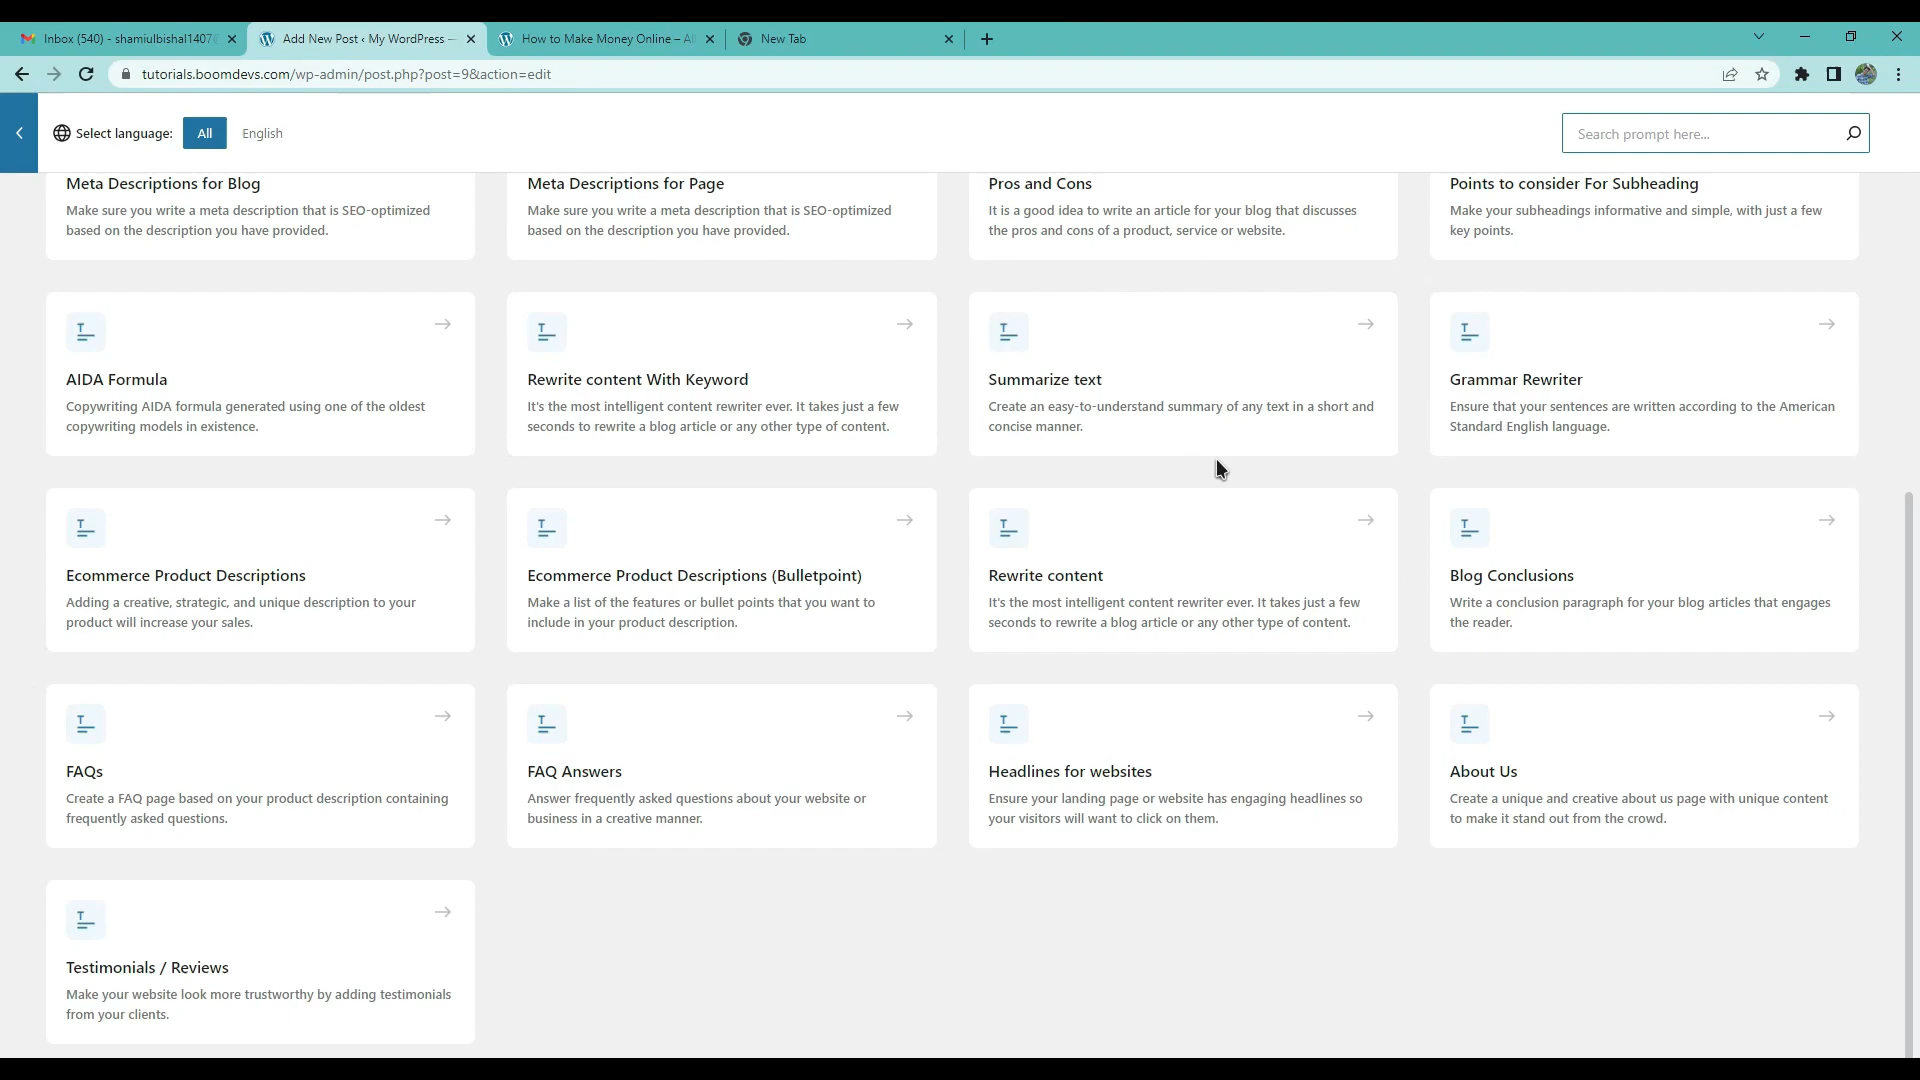 Inbox (540) - shamiulbishal1407
Add New Post ‹ My WordPress —
How to Make Money Online – Al
New Tab
tutorials.boomdevs.com/wp-admin/post.php?post=9&action=edit
Select language: All English
Search prompt here...
Meta Descriptions for Blog
Make sure you write a meta description that is SEO-optimized
based on the description you have provided.
Meta Descriptions for Page
Make sure you write a meta description that is SEO-optimized
based on the description you have provided.
Pros and Cons
It is a good idea to write an article for your blog that discusses
the pros and cons of a product, service or website.
Points to consider For Subheading
Make your subheadings informative and simple, with just a few
key points.
AIDA Formula
Copywriting AIDA formula generated using one of the oldest
copywriting models in existence.
Rewrite content With Keyword
It's the most intelligent content rewriter ever. It takes just a few
seconds to rewrite a blog article or any other type of content.
Summarize text
Create an easy-to-understand summary of any text in a short and
concise manner.
Grammar Rewriter
Ensure that your sentences are written according to the American
Standard English language.
Ecommerce Product Descriptions
Adding a creative, strategic, and unique description to your
product will increase your sales.
Ecommerce Product Descriptions (Bulletpoint)
Make a list of the features or bullet points that you want to
include in your product description.
Rewrite content
It's the most intelligent content rewriter ever. It takes just a few
seconds to rewrite a blog article or any other type of content.
Blog Conclusions
Write a conclusion paragraph for your blog articles that engages
the reader.
FAQs
Create a FAQ page based on your product description containing
frequently asked questions.
FAQ Answers
Answer frequently asked questions about your website or
business in a creative manner.
Headlines for websites
Ensure your landing page or website has engaging headlines so
your visitors will want to click on them.
About Us
Create a unique and creative about us page with unique content
to make it stand out from the crowd.
Testimonials / Reviews
Make your website look more trustworthy by adding testimonials
from your clients.